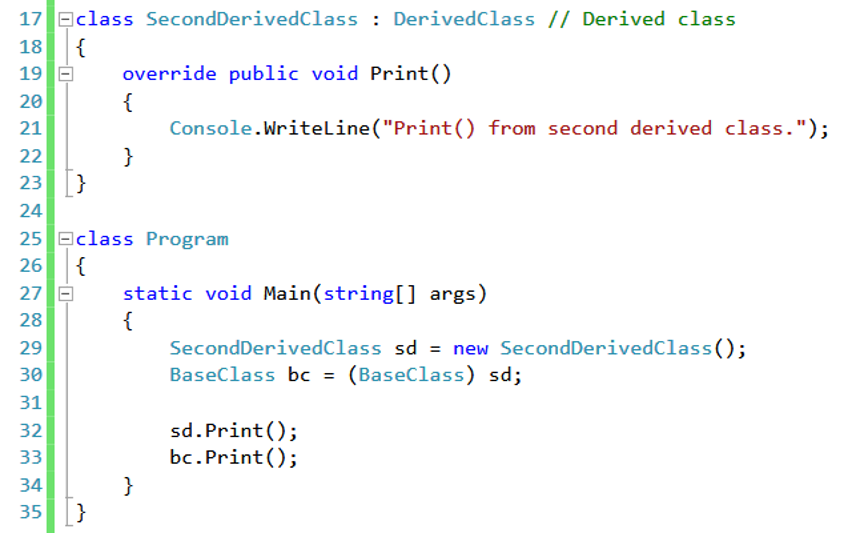 17 class SecondDerivedClass : DerivedClass // Derived class
18 {
19 override public void Print()
20 {
21 Console.WriteLine("Print() from second derived class.");
22 }
23 }
24
25 class Program
26 {
27 static void Main(string[] args)
28 {
29 SecondDerivedClass sd = new SecondDerivedClass();
30 BaseClass bc = (BaseClass) sd;
31
32 sd.Print();
33 bc.Print();
34 }
35 }